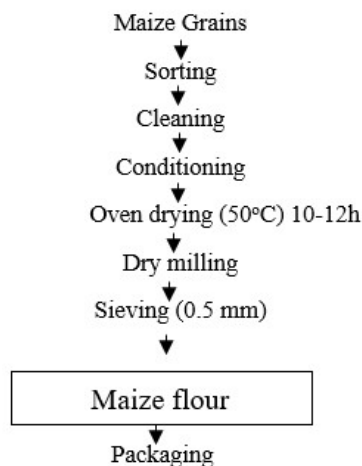 Maize Grains
Sorting
Cleaning
Conditioning
Oven drying (50°C) 10-12h
Dry milling
Sieving (0.5 mm)
Maize flour
Packaging